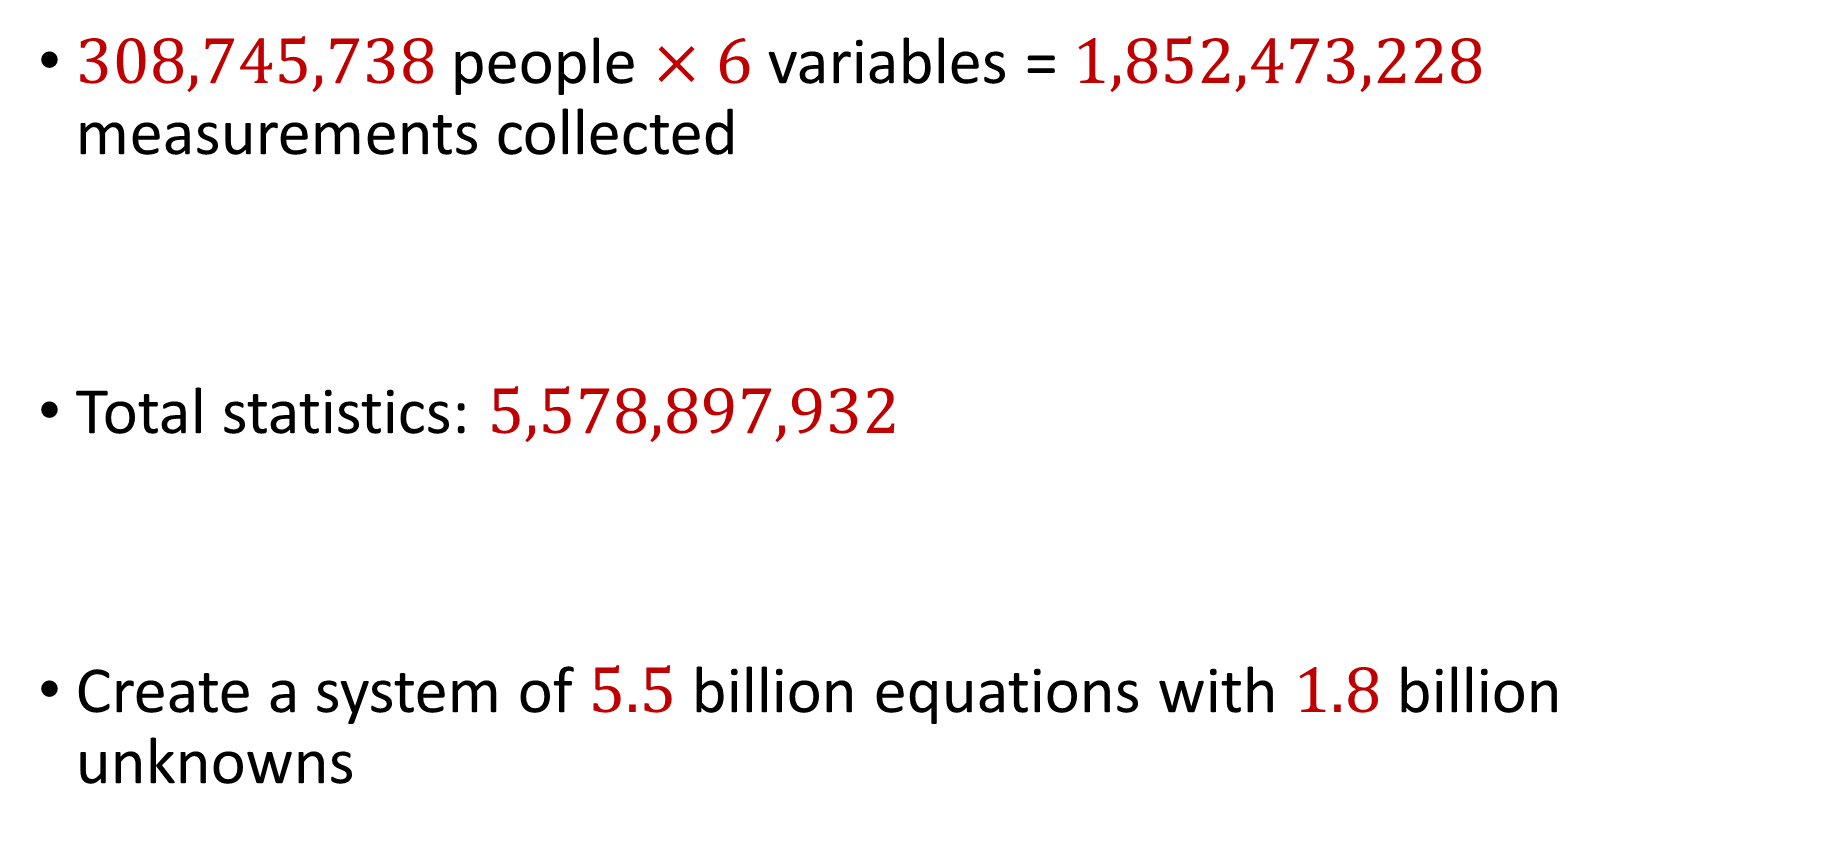 • 308,745,738 people × 6 variables = 1,852,473,228
measurements collected
• Total statistics: 5,578,897,932
• Create a system of 5.5 billion equations with 1.8 billion
unknowns